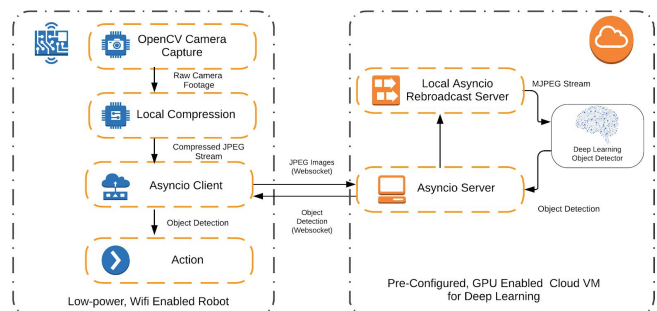 OpenCV Camera
Capture
Raw Camera
Footage
Local Compression
Compressed JPEG
Stream
Asyncio Client
Object Detection
Action
Low-power, Wifi Enabled Robot
JPEG Images
(Websocket)
Object
Detection
(Websocket)
Local Asyncio
Rebroadcast Server
MJPEG Stream
Deep Learning
Object Detector
Asyncio Server
Object Detection
Pre-Configured, GPU Enabled Cloud VM
for Deep Learning